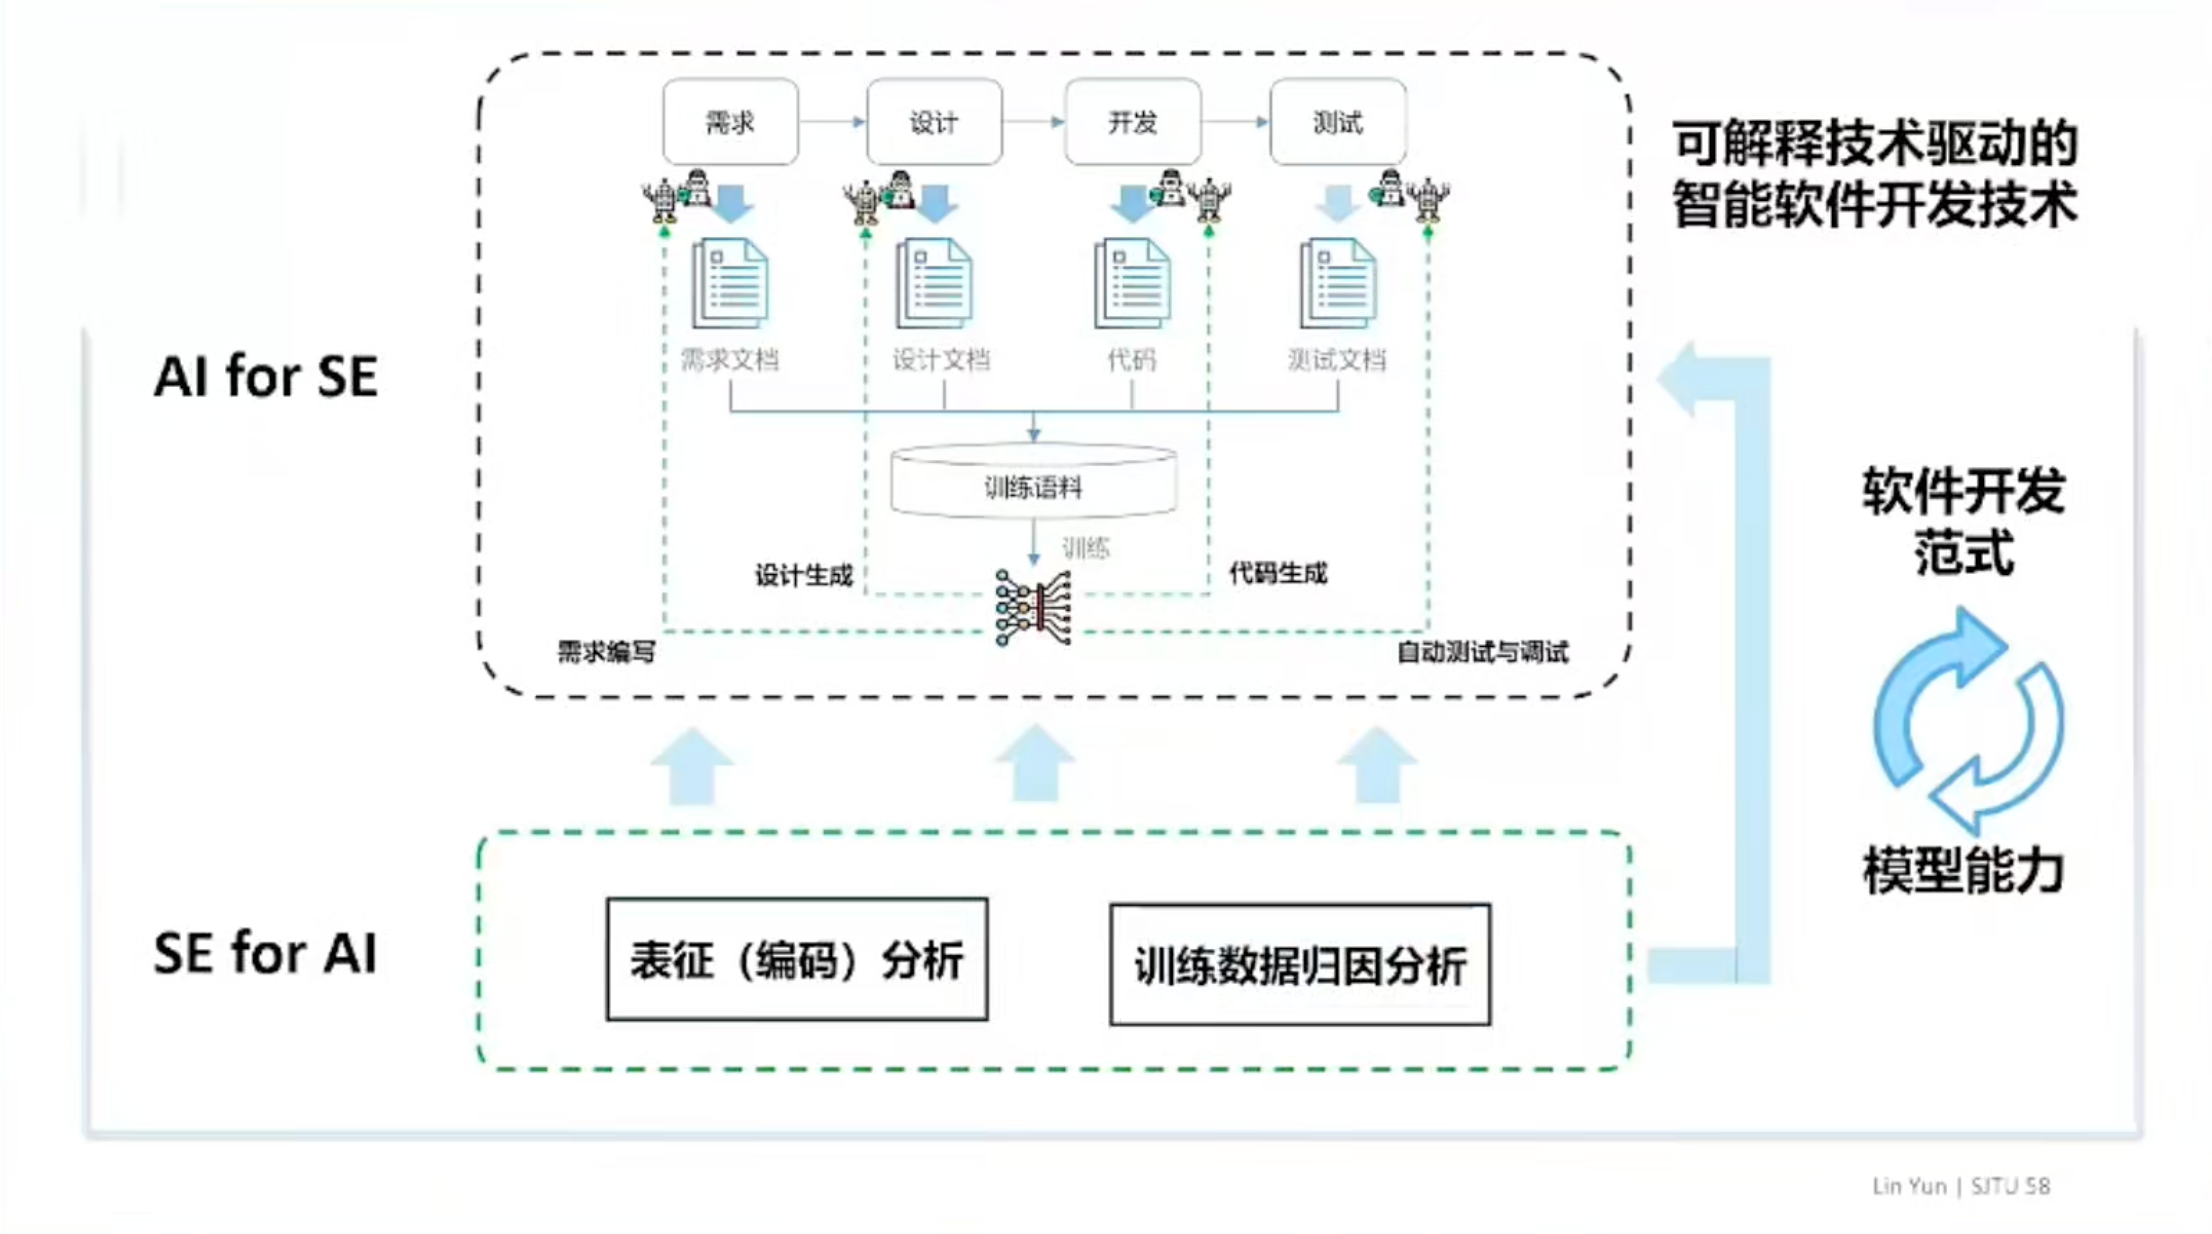 需求
设计
开发
测试
可解释技术驱动的
智能软件开发技术
需求文档
设计文档
代码
测试文档
AI for SE
训练语料
训练
设计生成
代码生成
需求编写
自动测试与调试
软件开发
范式
模型能力
SE for AI
表征（编码）分析
训练数据归因分析
Lin Yun | SJTU 58